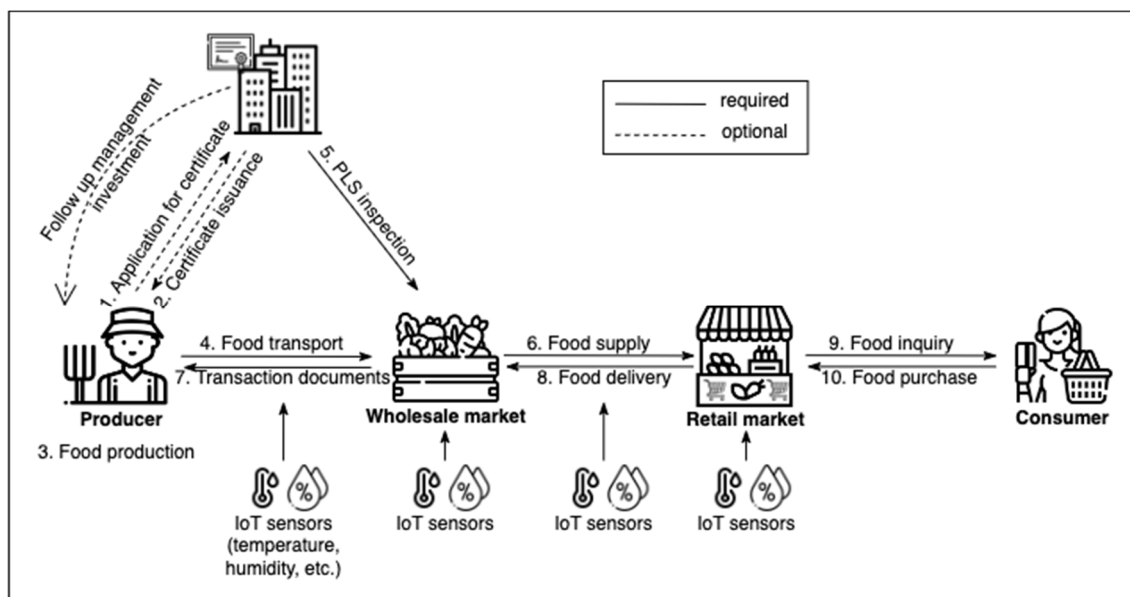 required
optional
Follow up management
investment
1. Application for certificate
2. Certificate issuance
5. PLS inspection
4. Food transport
7. Transaction documents
6. Food supply
8. Food delivery
9. Food inquiry
10. Food purchase
Producer
Wholesale market
Retail market
Consumer
3. Food production
%
%
%
%
IoT sensors
(temperature,
humidity, etc.)
IoT sensors
IoT sensors
IoT sensors